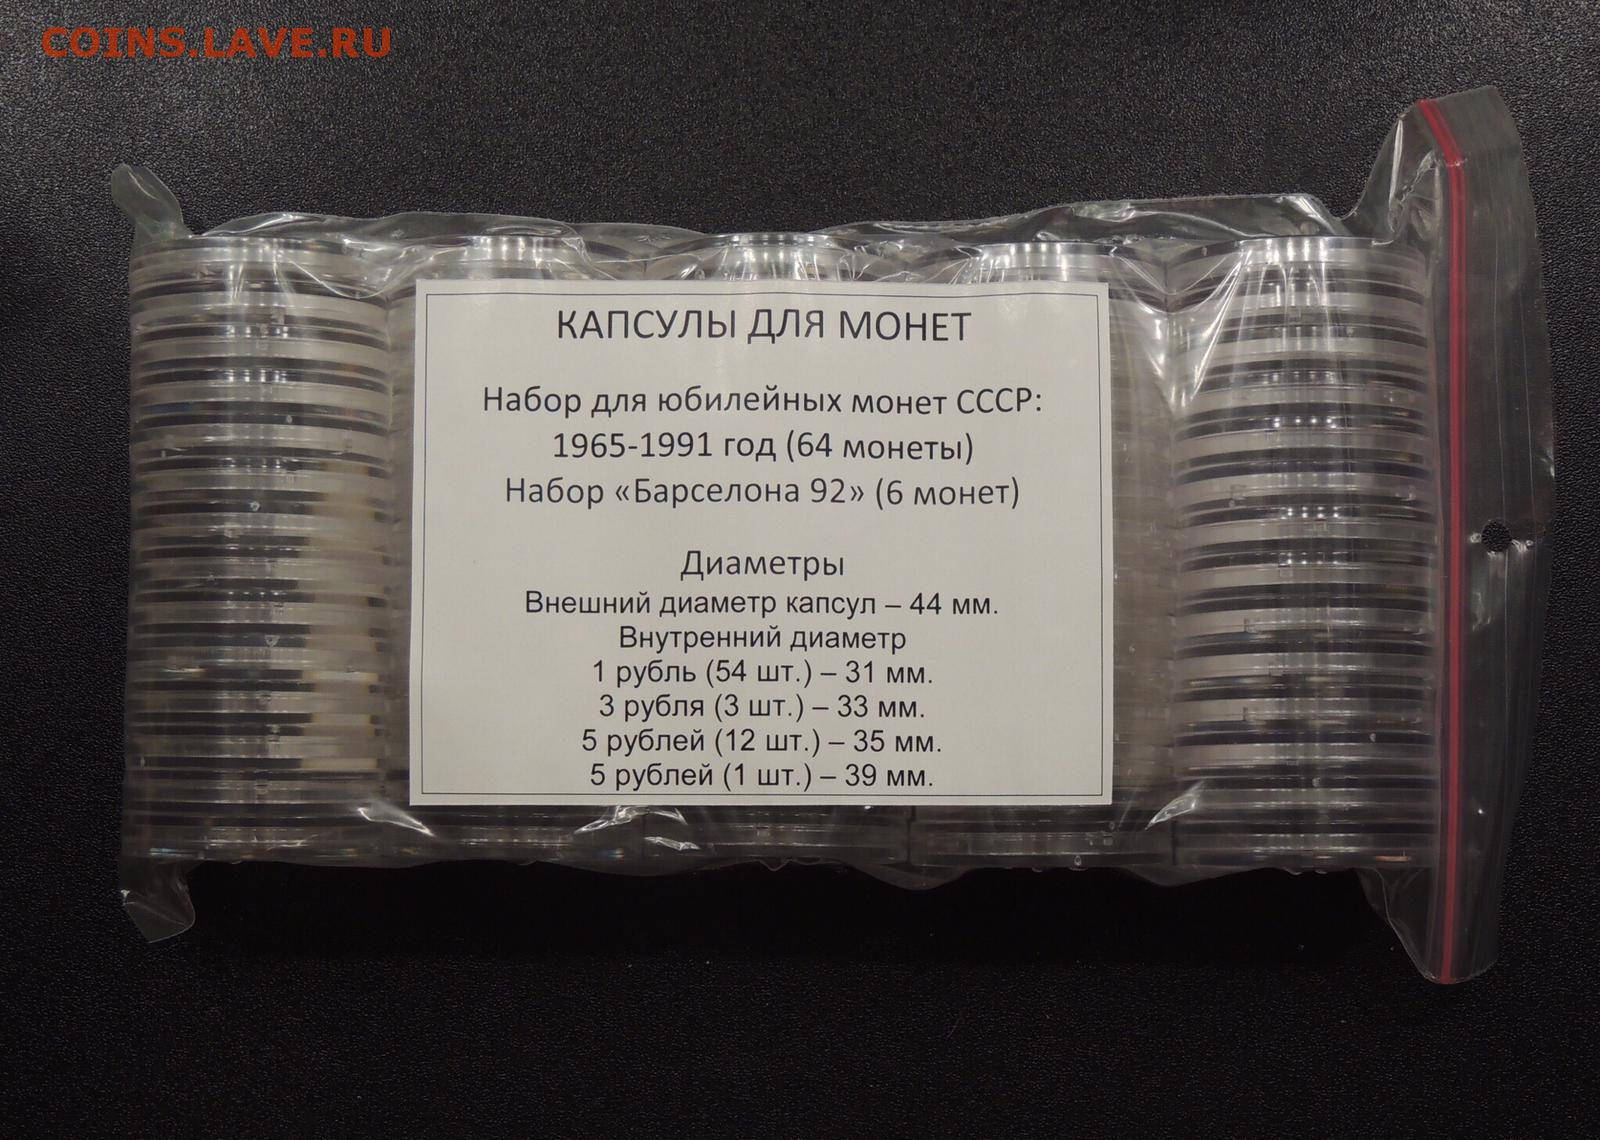 COINS.LAVE.RU
КАПСУЛЫ ДЛЯ МОНЕТ
Набор для юбилейных монет СССР:
1965-1991 год (64 монеты)
Набор «Барселона 92» (6 монет)
Диаметры
Внешний диаметр капсул – 44 мм.
Внутренний диаметр
1 рубль (54 шт.) – 31 мм.
3 рубля (3 шт.) – 33 мм.
5 рублей (12 шт.) – 35 мм.
5 рублей (1 шт.) – 39 мм.